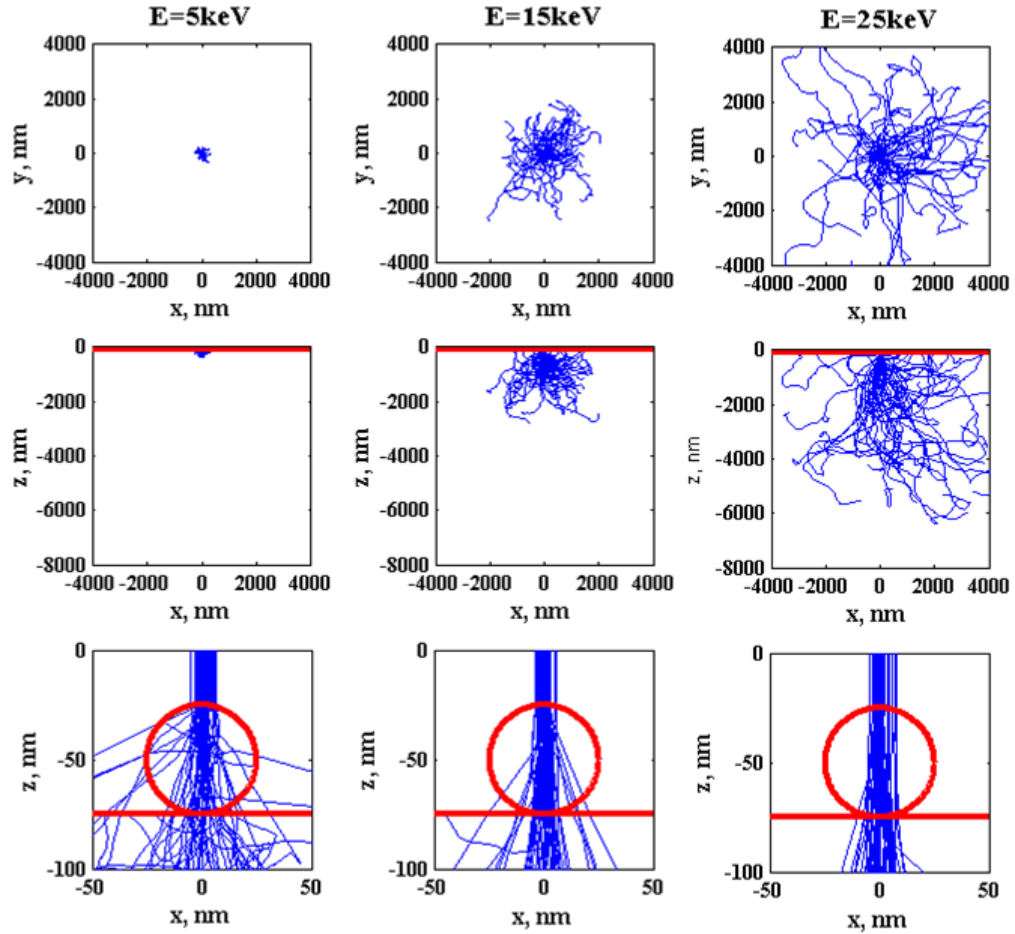 E=5keV E=15keV E=25keV
4000 4000 4000
2000 2000 2000
y, nm 0 y, nm 0 y, nm 0
-2000 -2000 -2000
-4000 -4000 -4000
-4000 -2000 0 2000 4000 -4000 -2000 0 2000 4000 -4000 -2000 0 2000 4000
x, nm x, nm x, nm
0 0 0
-2000 -2000 -2000
z, nm -4000 z, nm -4000 z, nm -4000
-6000 -6000 -6000
-8000 -8000 -8000
-4000 -2000 0 2000 4000 -4000 -2000 0 2000 4000 -4000 -2000 0 2000 4000
x, nm x, nm x, nm
0 0 0
z, nm -50 z, nm -50 z, nm -50
-100 -100 -100
-50 0 50 -50 0 50 -50 0 50
x, nm x, nm x, nm